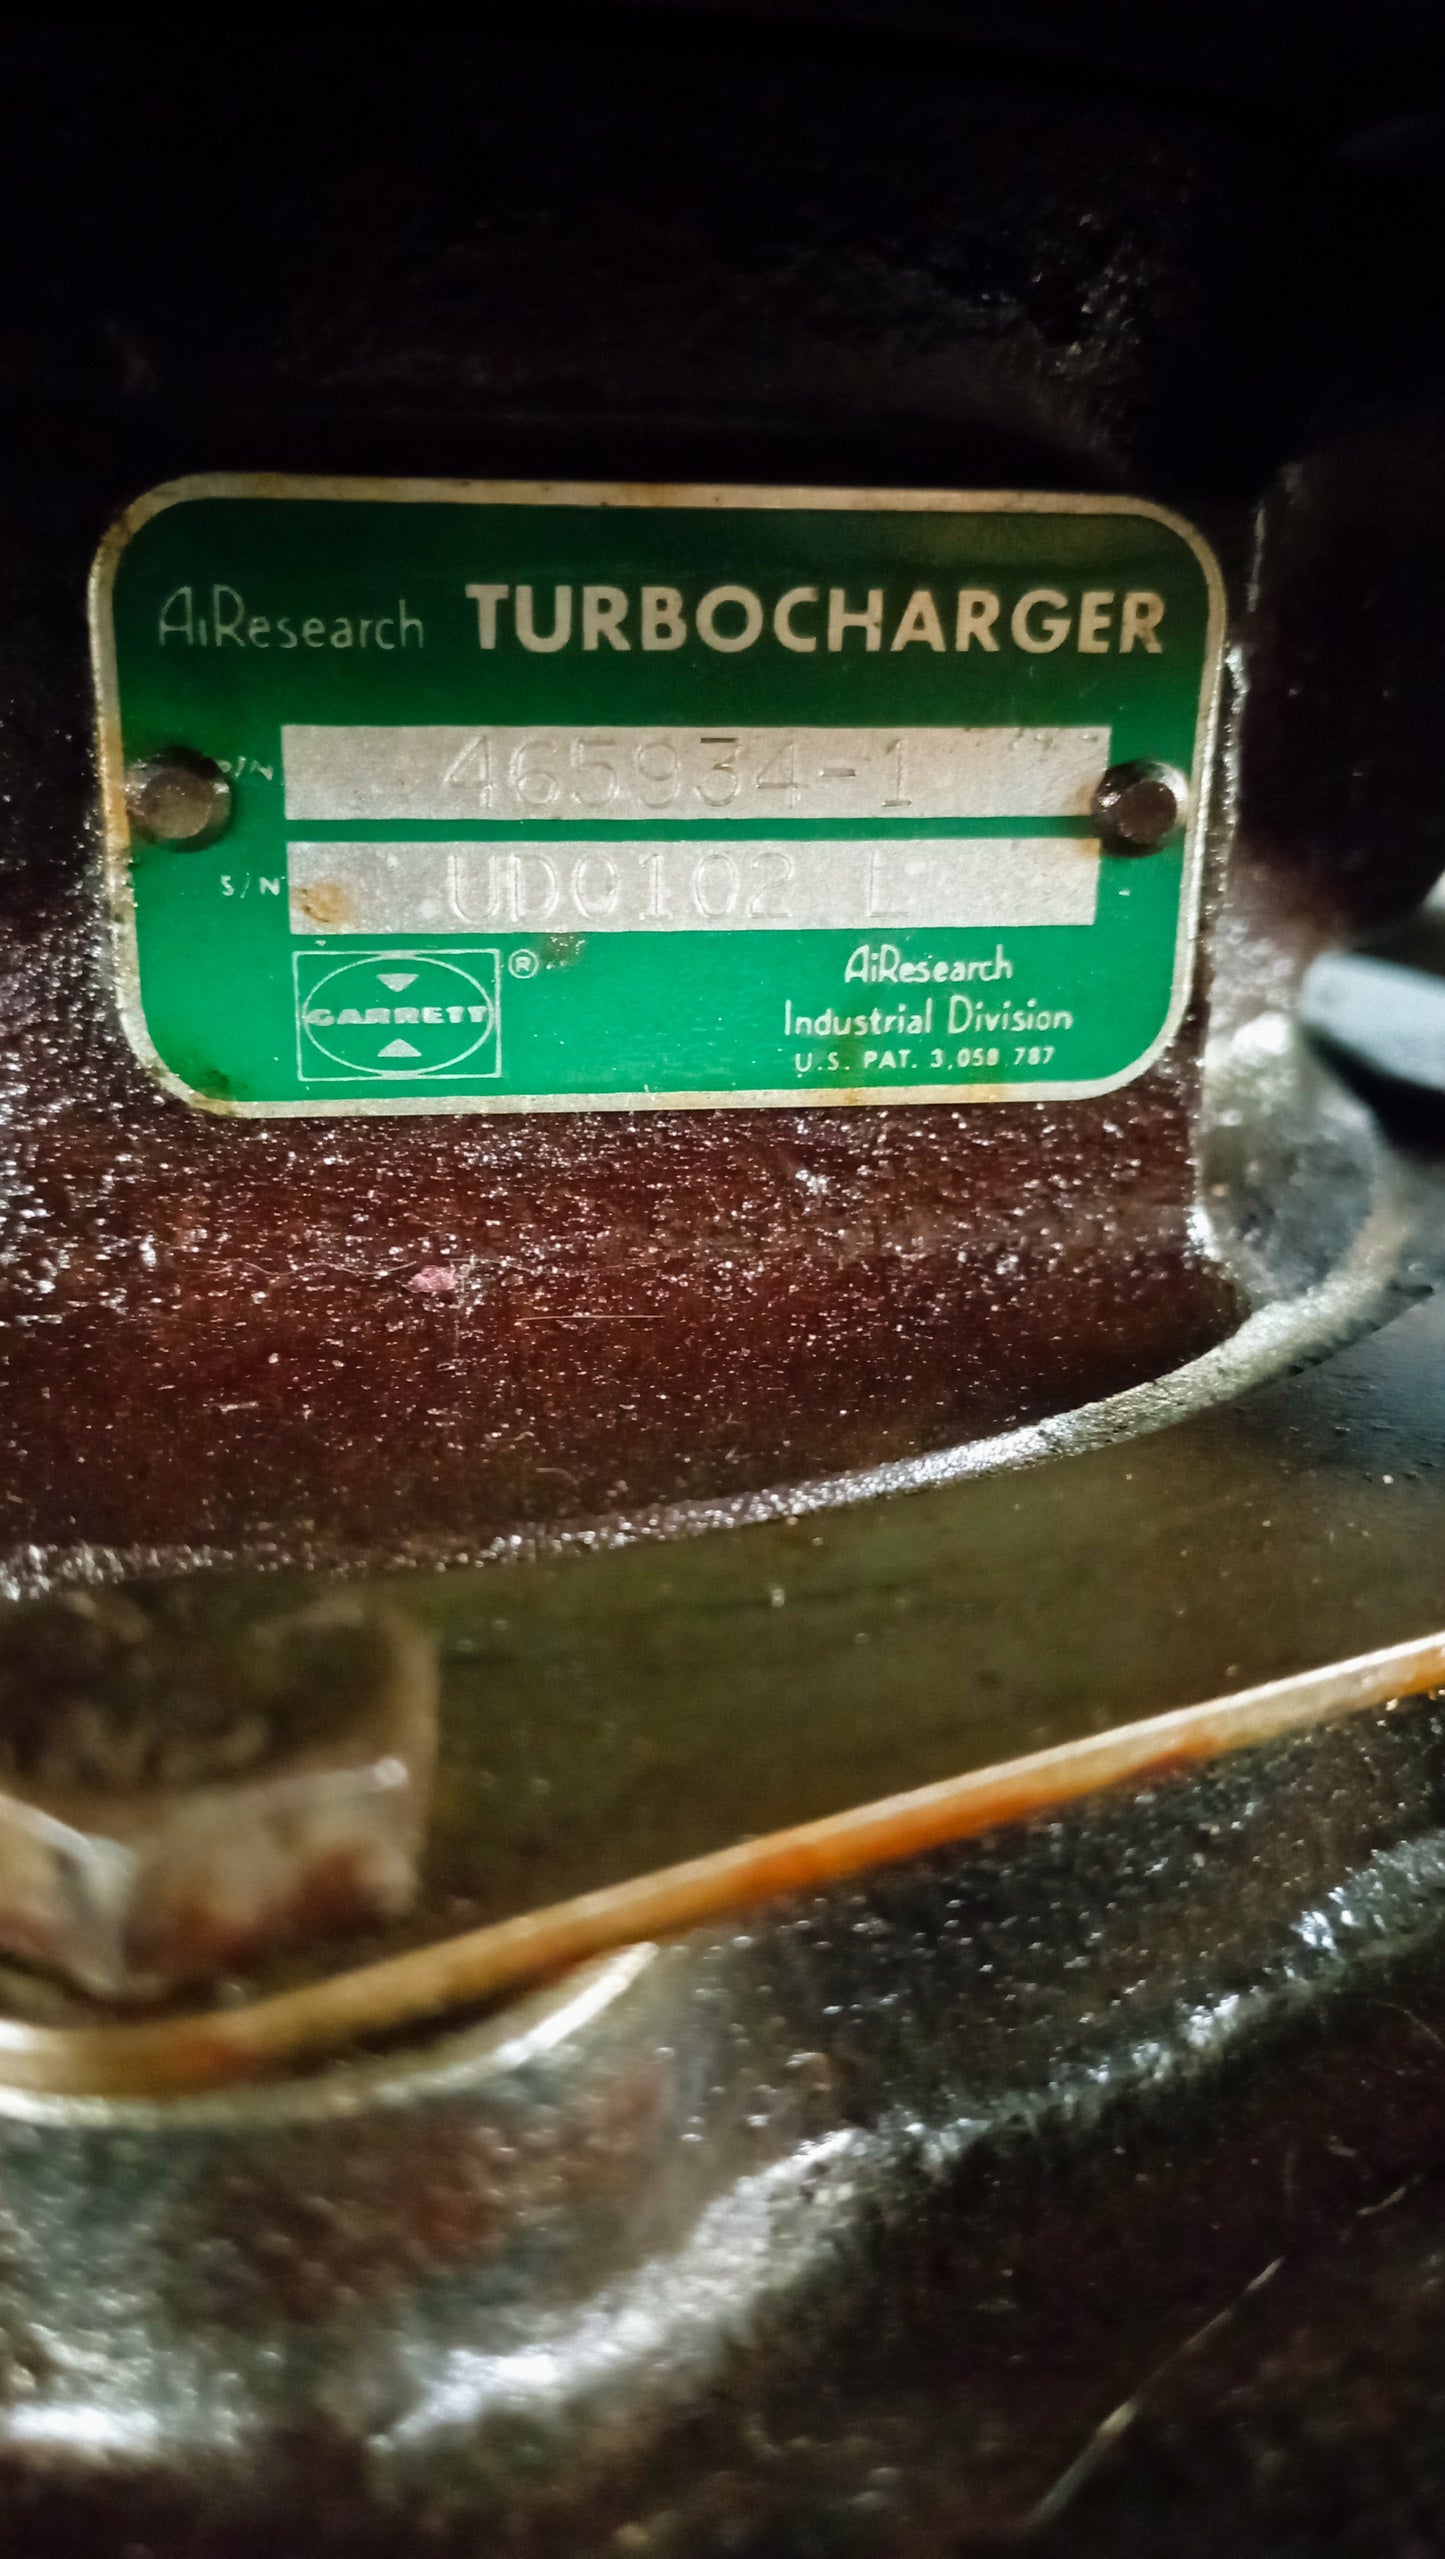 AiResearch TURBOCHARGER
P/N 465934-1
S/N UD0102 L
GARRETT ®
AiResearch
Industrial Division
U.S. PAT. 3,058,787